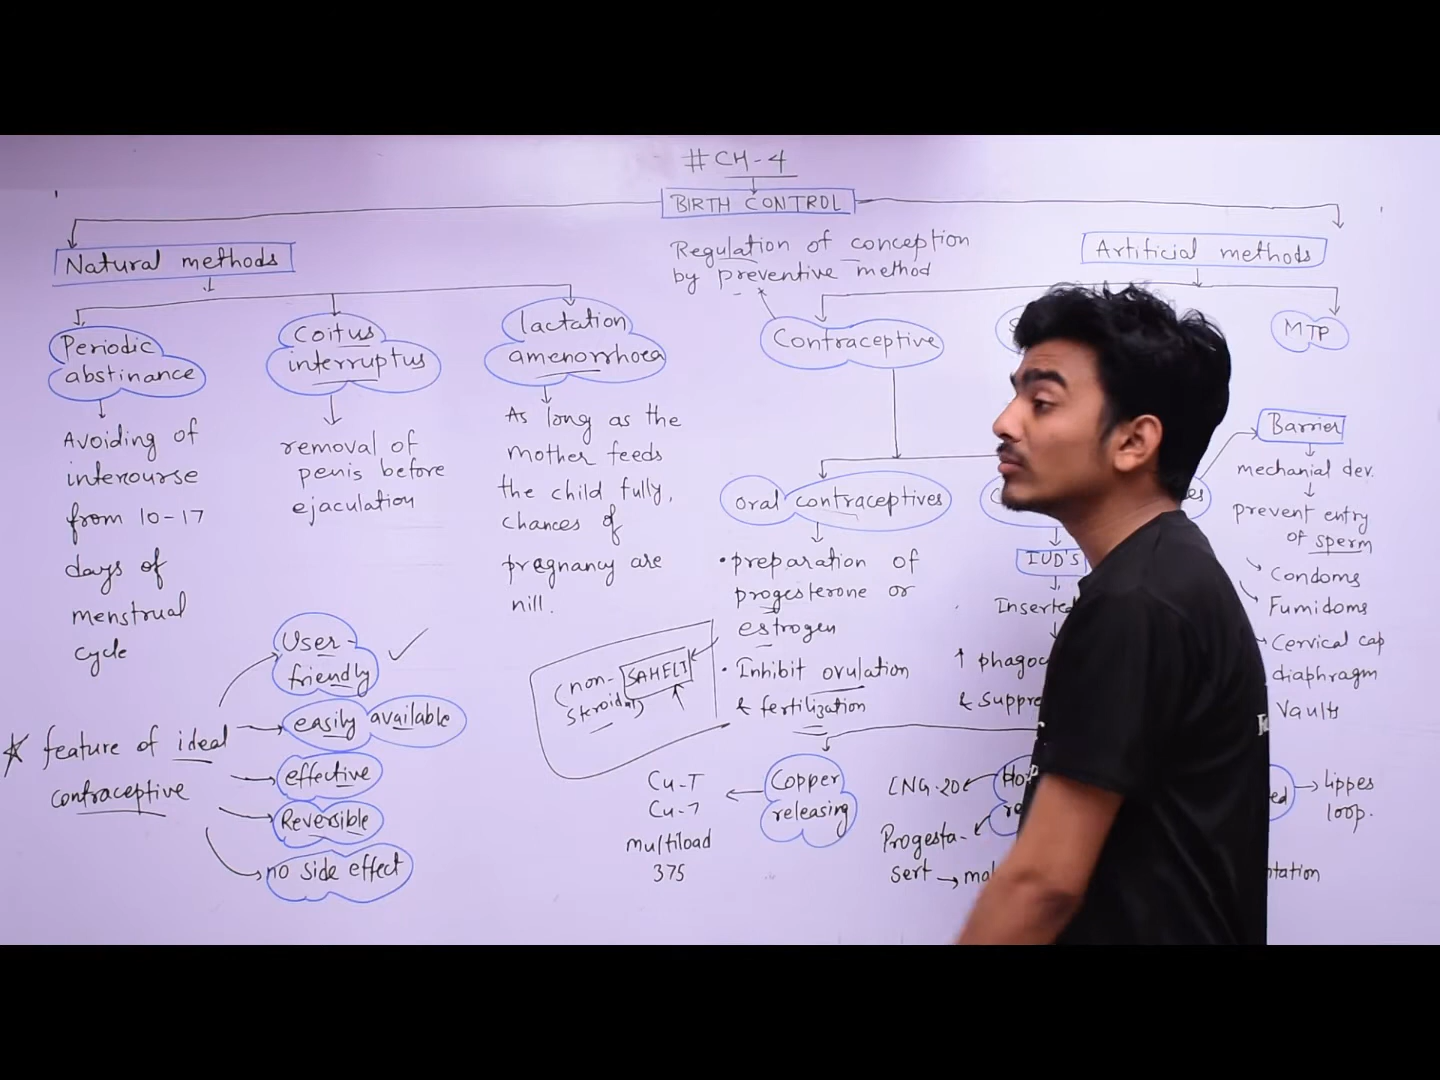 # CH-4
BIRTH CONTROL
Regulation of conception
by preventive method
Natural methods
Artificial methods
Periodic
abstinance
Avoiding of
intercourse
from 10-17
days of
menstrual
cycle
Coitus
interruptus
removal of
penis before
ejaculation
lactation
amenorrhoea
As long as the
mother feeds
the child fully,
chances of
pregnancy are
nill.
Contraceptive
MTP
oral contraceptives
• preparation of
progesterone or
estrogen
• Inhibit ovulation
& fertilization
(non-
steroidal)
SAHELI
IUD'S
Inserted
↑ phagoc
& suppre
Barrier
mechanial dev.
prevent entry
of sperm
Condoms
Fumidoms
Cervical cap
diaphragm
Vaults
Copper
releasing
Cu-T
Cu-7
multiload
375
LNG-20
Progesta-
sert → ma
lippes
loop.
★ feature of ideal
contraceptive
User-
friendly
easily available
effective
Reversible
no side effect